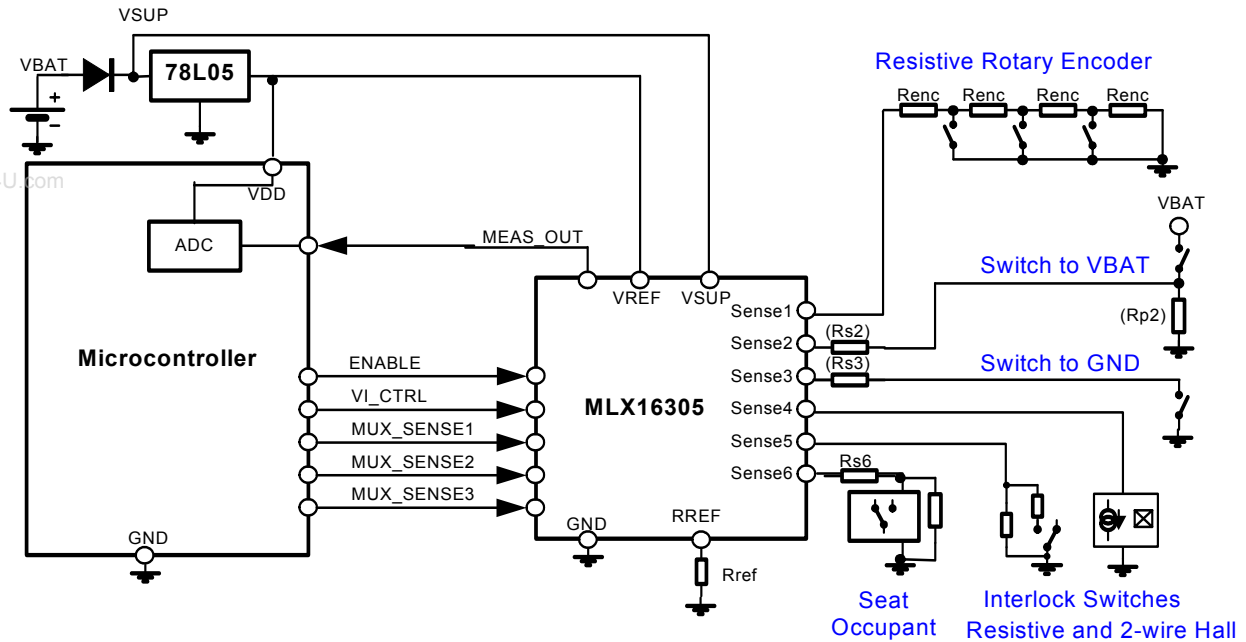 VSUP
VBAT
78L05
+
-
Resistive Rotary Encoder
Renc Renc Renc Renc
U.com
VDD
ADC
MEAS_OUT
VREF VSUP
VBAT
Switch to VBAT
(Rp2)
Sense1
(Rs2)
Sense2
(Rs3)
Sense3
Switch to GND
Microcontroller
ENABLE
VI_CTRL
MUX_SENSE1
MUX_SENSE2
MUX_SENSE3
MLX16305
Sense4
Sense5
Sense6
Rs6
GND
GND
RREF
Rref
Seat
Occupant
Interlock Switches
Resistive and 2-wire Hall